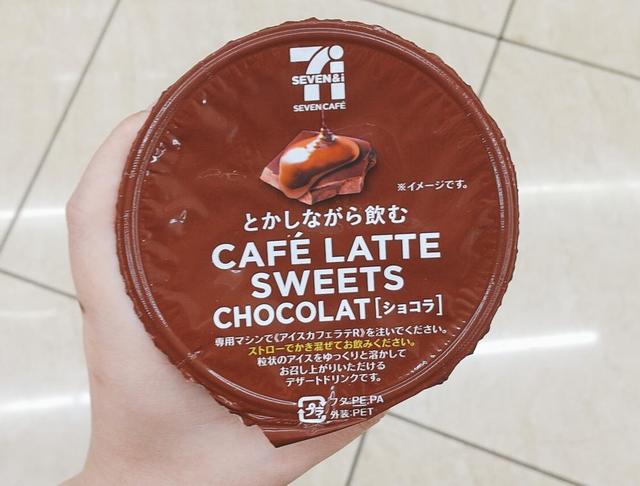 7i
SEVEN&i
SEVEN CAFÉ
※イメージです。
とかしながら飲む
CAFÉ LATTE
SWEETS
CHOCOLAT[ショコラ]
専用マシンで《アイスカフェラテR》を注いでください。
ストローでかき混ぜてお飲みください。
粒状のアイスをゆっくりと溶かして
お召し上がりいただける
デザートドリンクです。
プラ
フタ:PE,PA
外装:PET